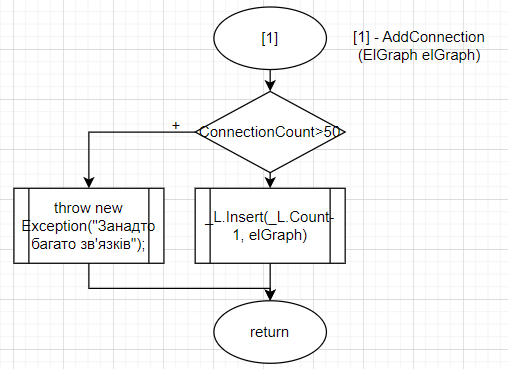 [1]
[1] - AddConnection
(ElGraph elGraph)
+
ConnectionCount>50
throw new
Exception("Занадто
багато зв'язків");
_L.Insert(_L.Count-
1, elGraph)
return